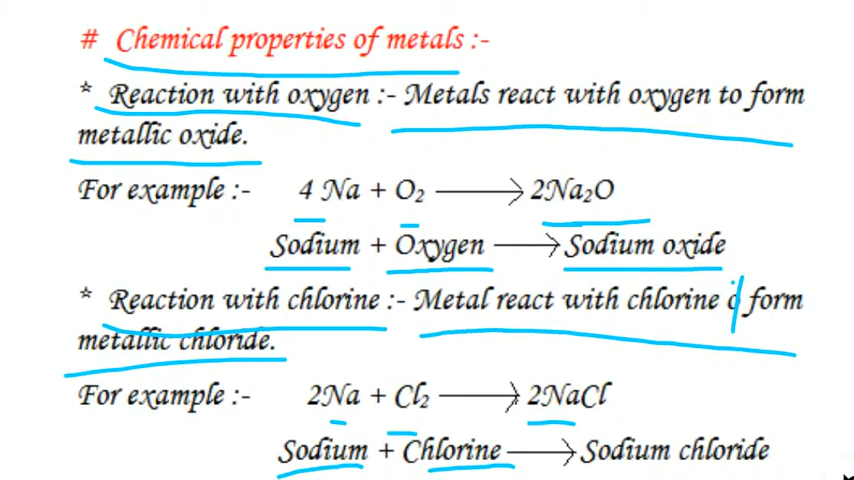 # Chemical properties of metals :-
* Reaction with oxygen :- Metals react with oxygen to form
metallic oxide.
For example :- 4 Na + O₂ ⟶ 2Na₂O
Sodium + Oxygen ⟶ Sodium oxide
* Reaction with chlorine :- Metal react with chlorine form
metallic chloride.
For example :- 2Na + Cl₂ ⟶ 2NaCl
Sodium + Chlorine ⟶ Sodium chloride